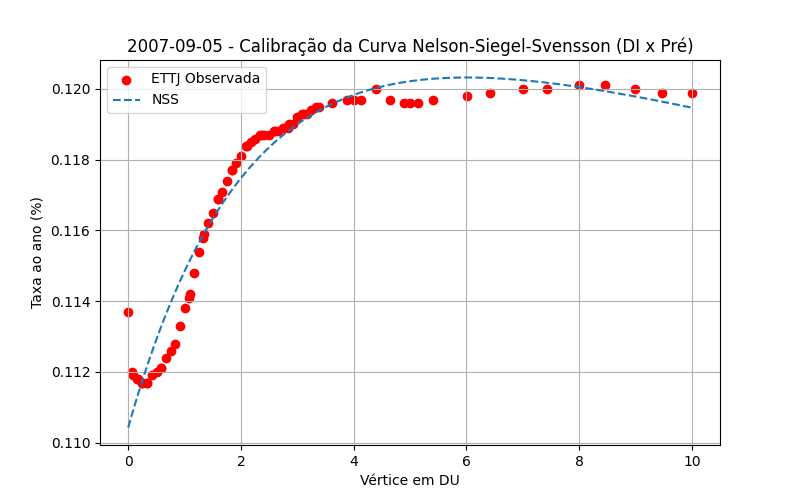 2007-09-05 - Calibração da Curva Nelson-Siegel-Svensson (DI x Pré)
ETTJ Observada
NSS
Taxa ao ano (%)
0.120
0.118
0.116
0.114
0.112
0.110
0 2 4 6 8 10
Vértice em DU